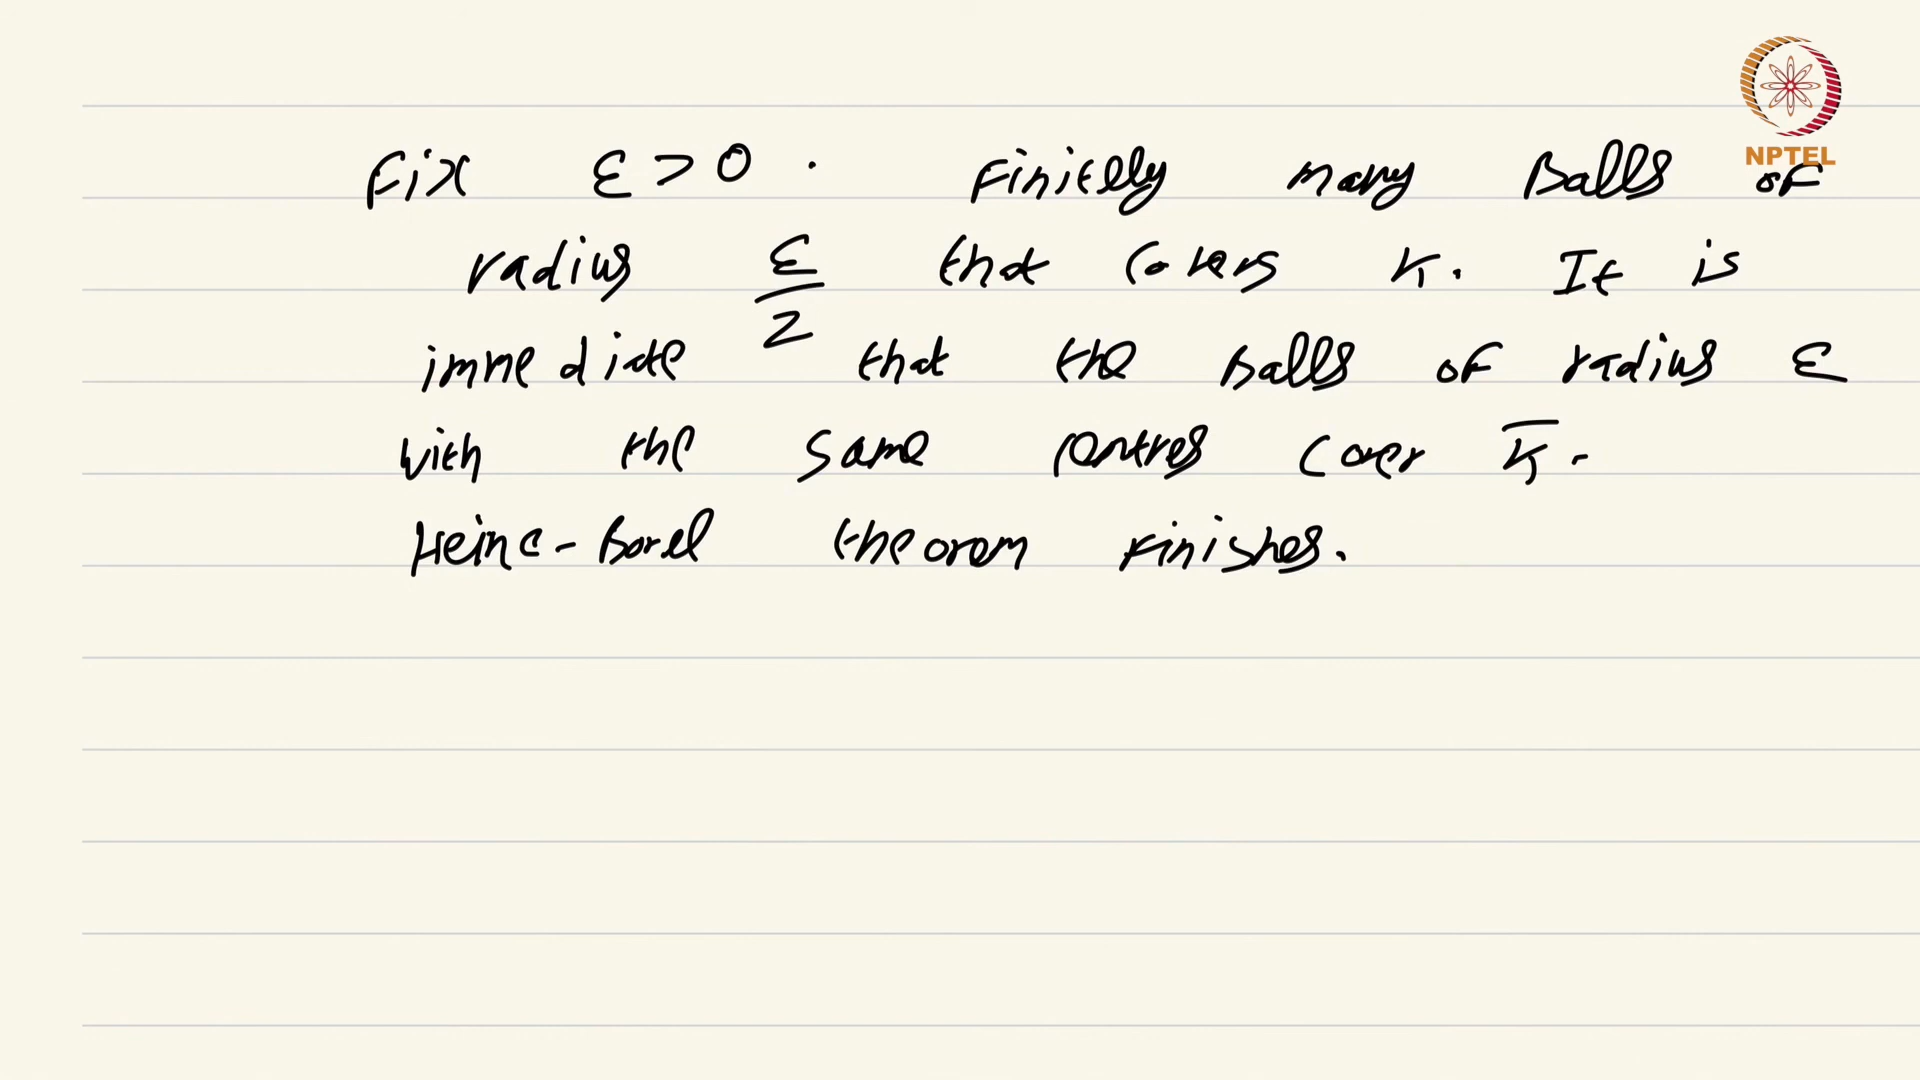 Fix ε > 0. Finitely many Balls of
radius ε/2 that covers K. It is
immediate that the Balls of radius ε
with the same centres cover K̅.
Heine-Borel theorem finishes.
NPTEL